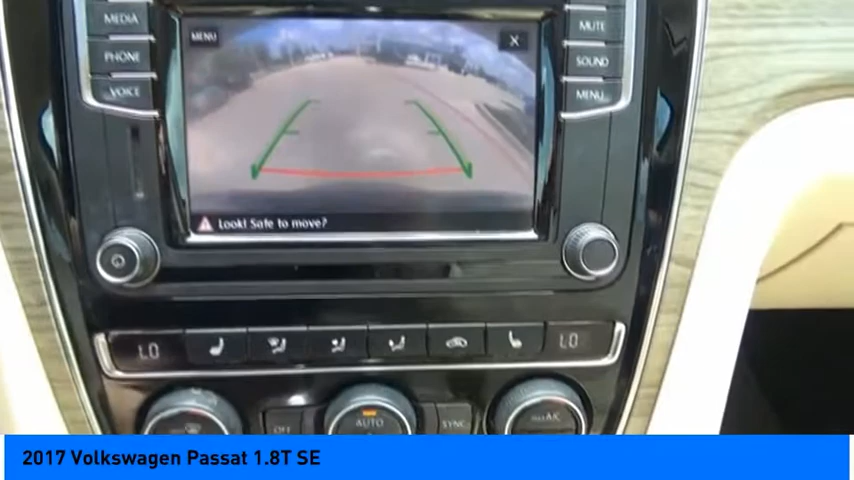 MEDIA
PHONE
VOICE
MENU
X
MUTE
SOUND
MENU
Look! Safe to move?
LO
LO
OFF
AUTO
SYNC
2017 Volkswagen Passat 1.8T SE